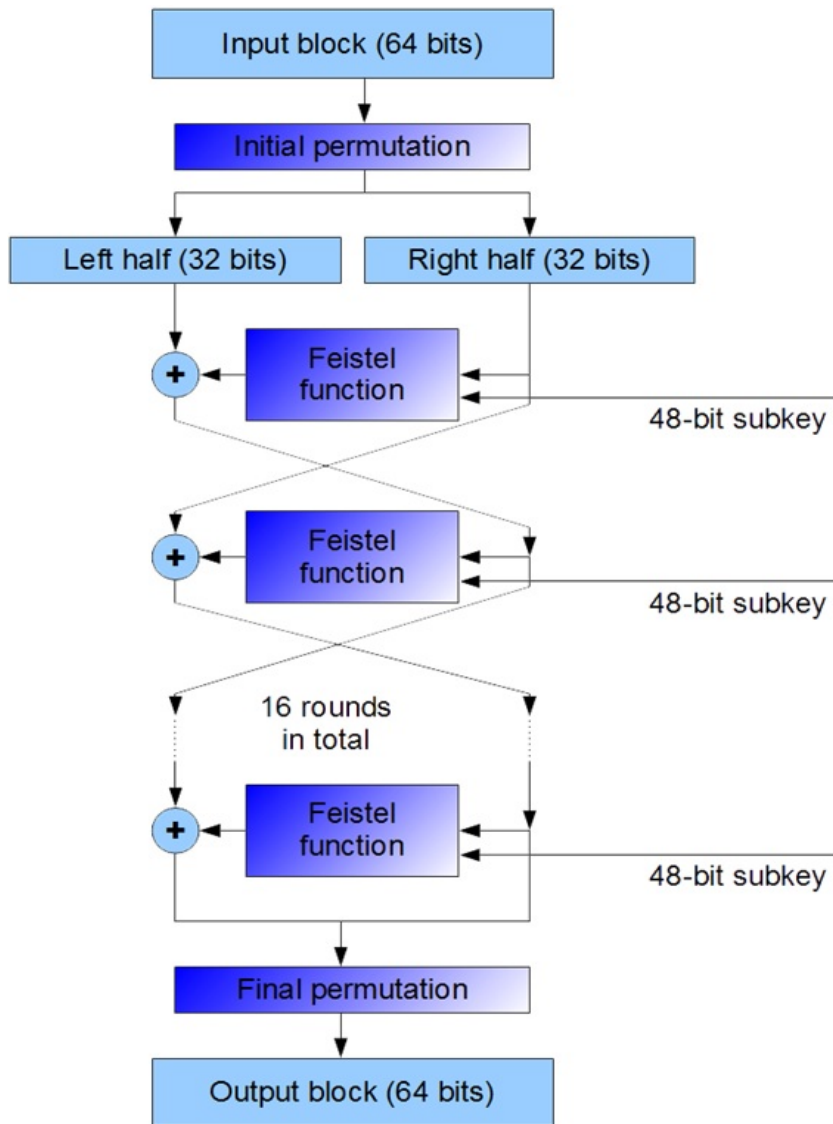 Input block (64 bits)
Initial permutation
Left half (32 bits)
Right half (32 bits)
Feistel
function
+
48-bit subkey
Feistel
function
+
48-bit subkey
16 rounds
in total
Feistel
function
+
48-bit subkey
Final permutation
Output block (64 bits)